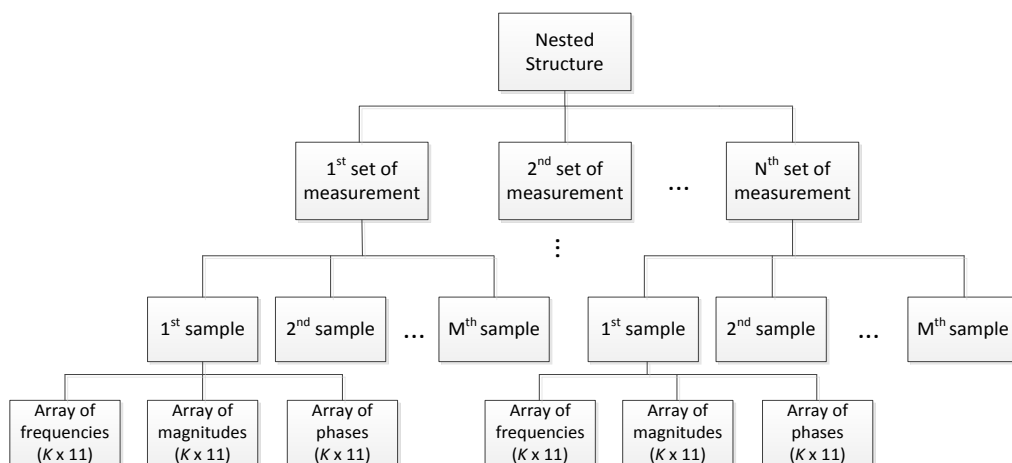 Nested
Structure
1st set of
measurement
2nd set of
measurement
...
Nth set of
measurement
⋮
1st sample
2nd sample
...
Mth sample
1st sample
2nd sample
...
Mth sample
Array of
frequencies
(K x 11)
Array of
magnitudes
(K x 11)
Array of
phases
(K x 11)
Array of
frequencies
(K x 11)
Array of
magnitudes
(K x 11)
Array of
phases
(K x 11)